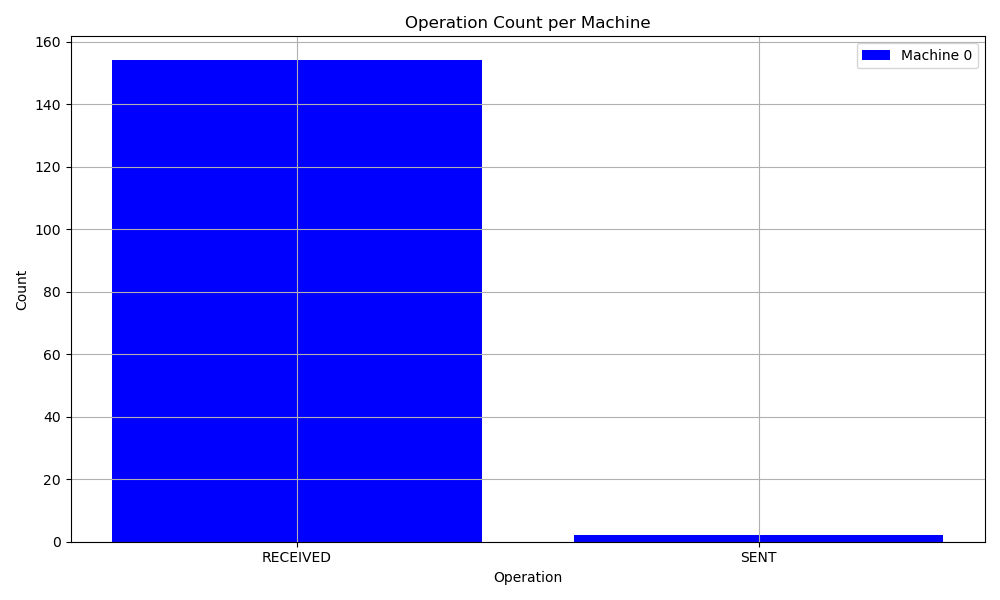 Operation Count per Machine
Machine 0
160
140
120
100
80
60
40
20
0
Count
RECEIVED
SENT
Operation